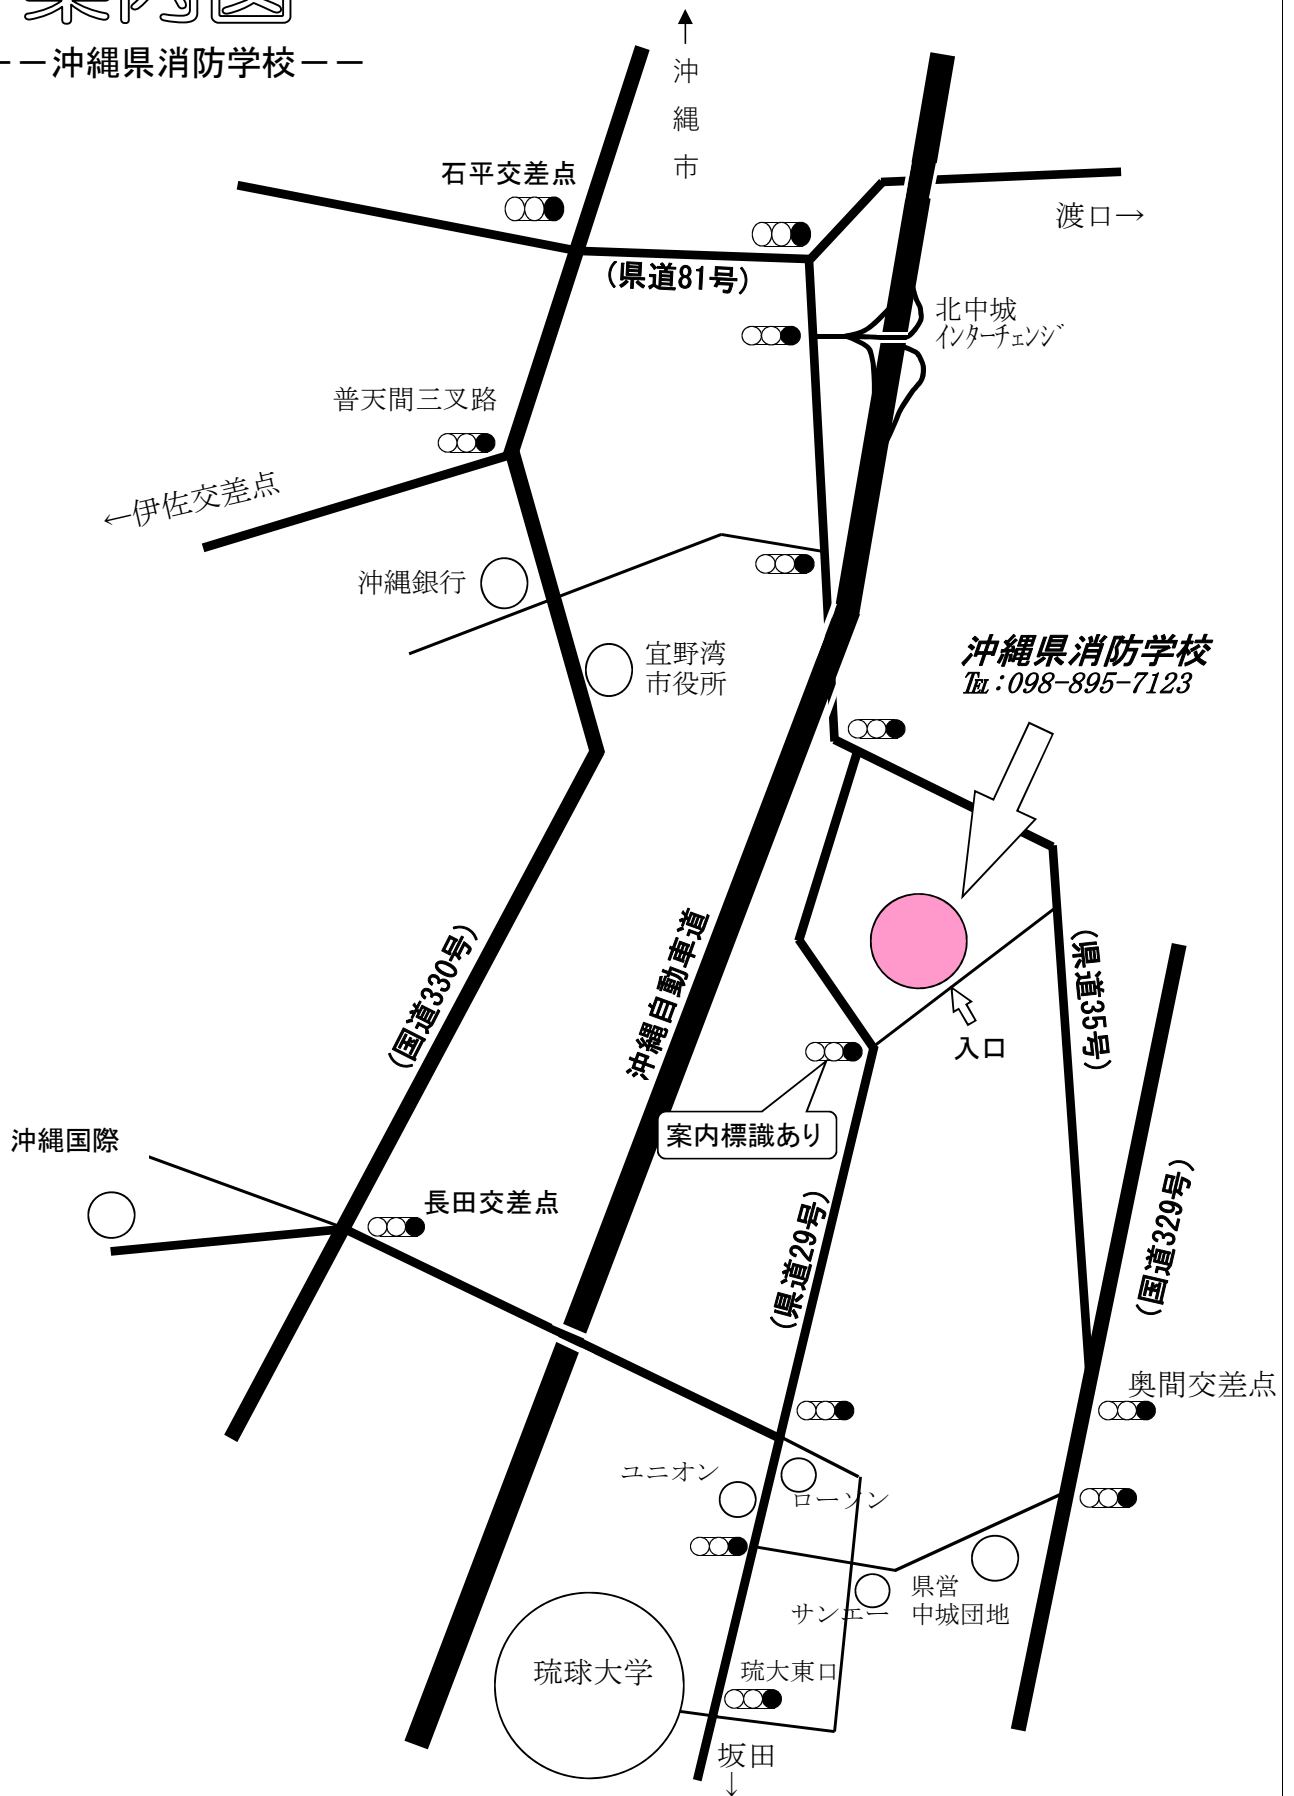 案内図
－－沖縄県消防学校－－
↑
沖
縄
市
石平交差点
渡口→
(県道81号)
北中城
インターチェンジ
普天間三叉路
←伊佐交差点
沖縄銀行
宜野湾
市役所
沖縄県消防学校
℡:098-895-7123
(国道330号)
沖縄自動車道
(県道35号)
入口
案内標識あり
沖縄国際
長田交差点
(県道29号)
(国道329号)
奥間交差点
ユニオン
ローソン
サンエー
県営
中城団地
琉球大学
琉大東口
坂田
↓